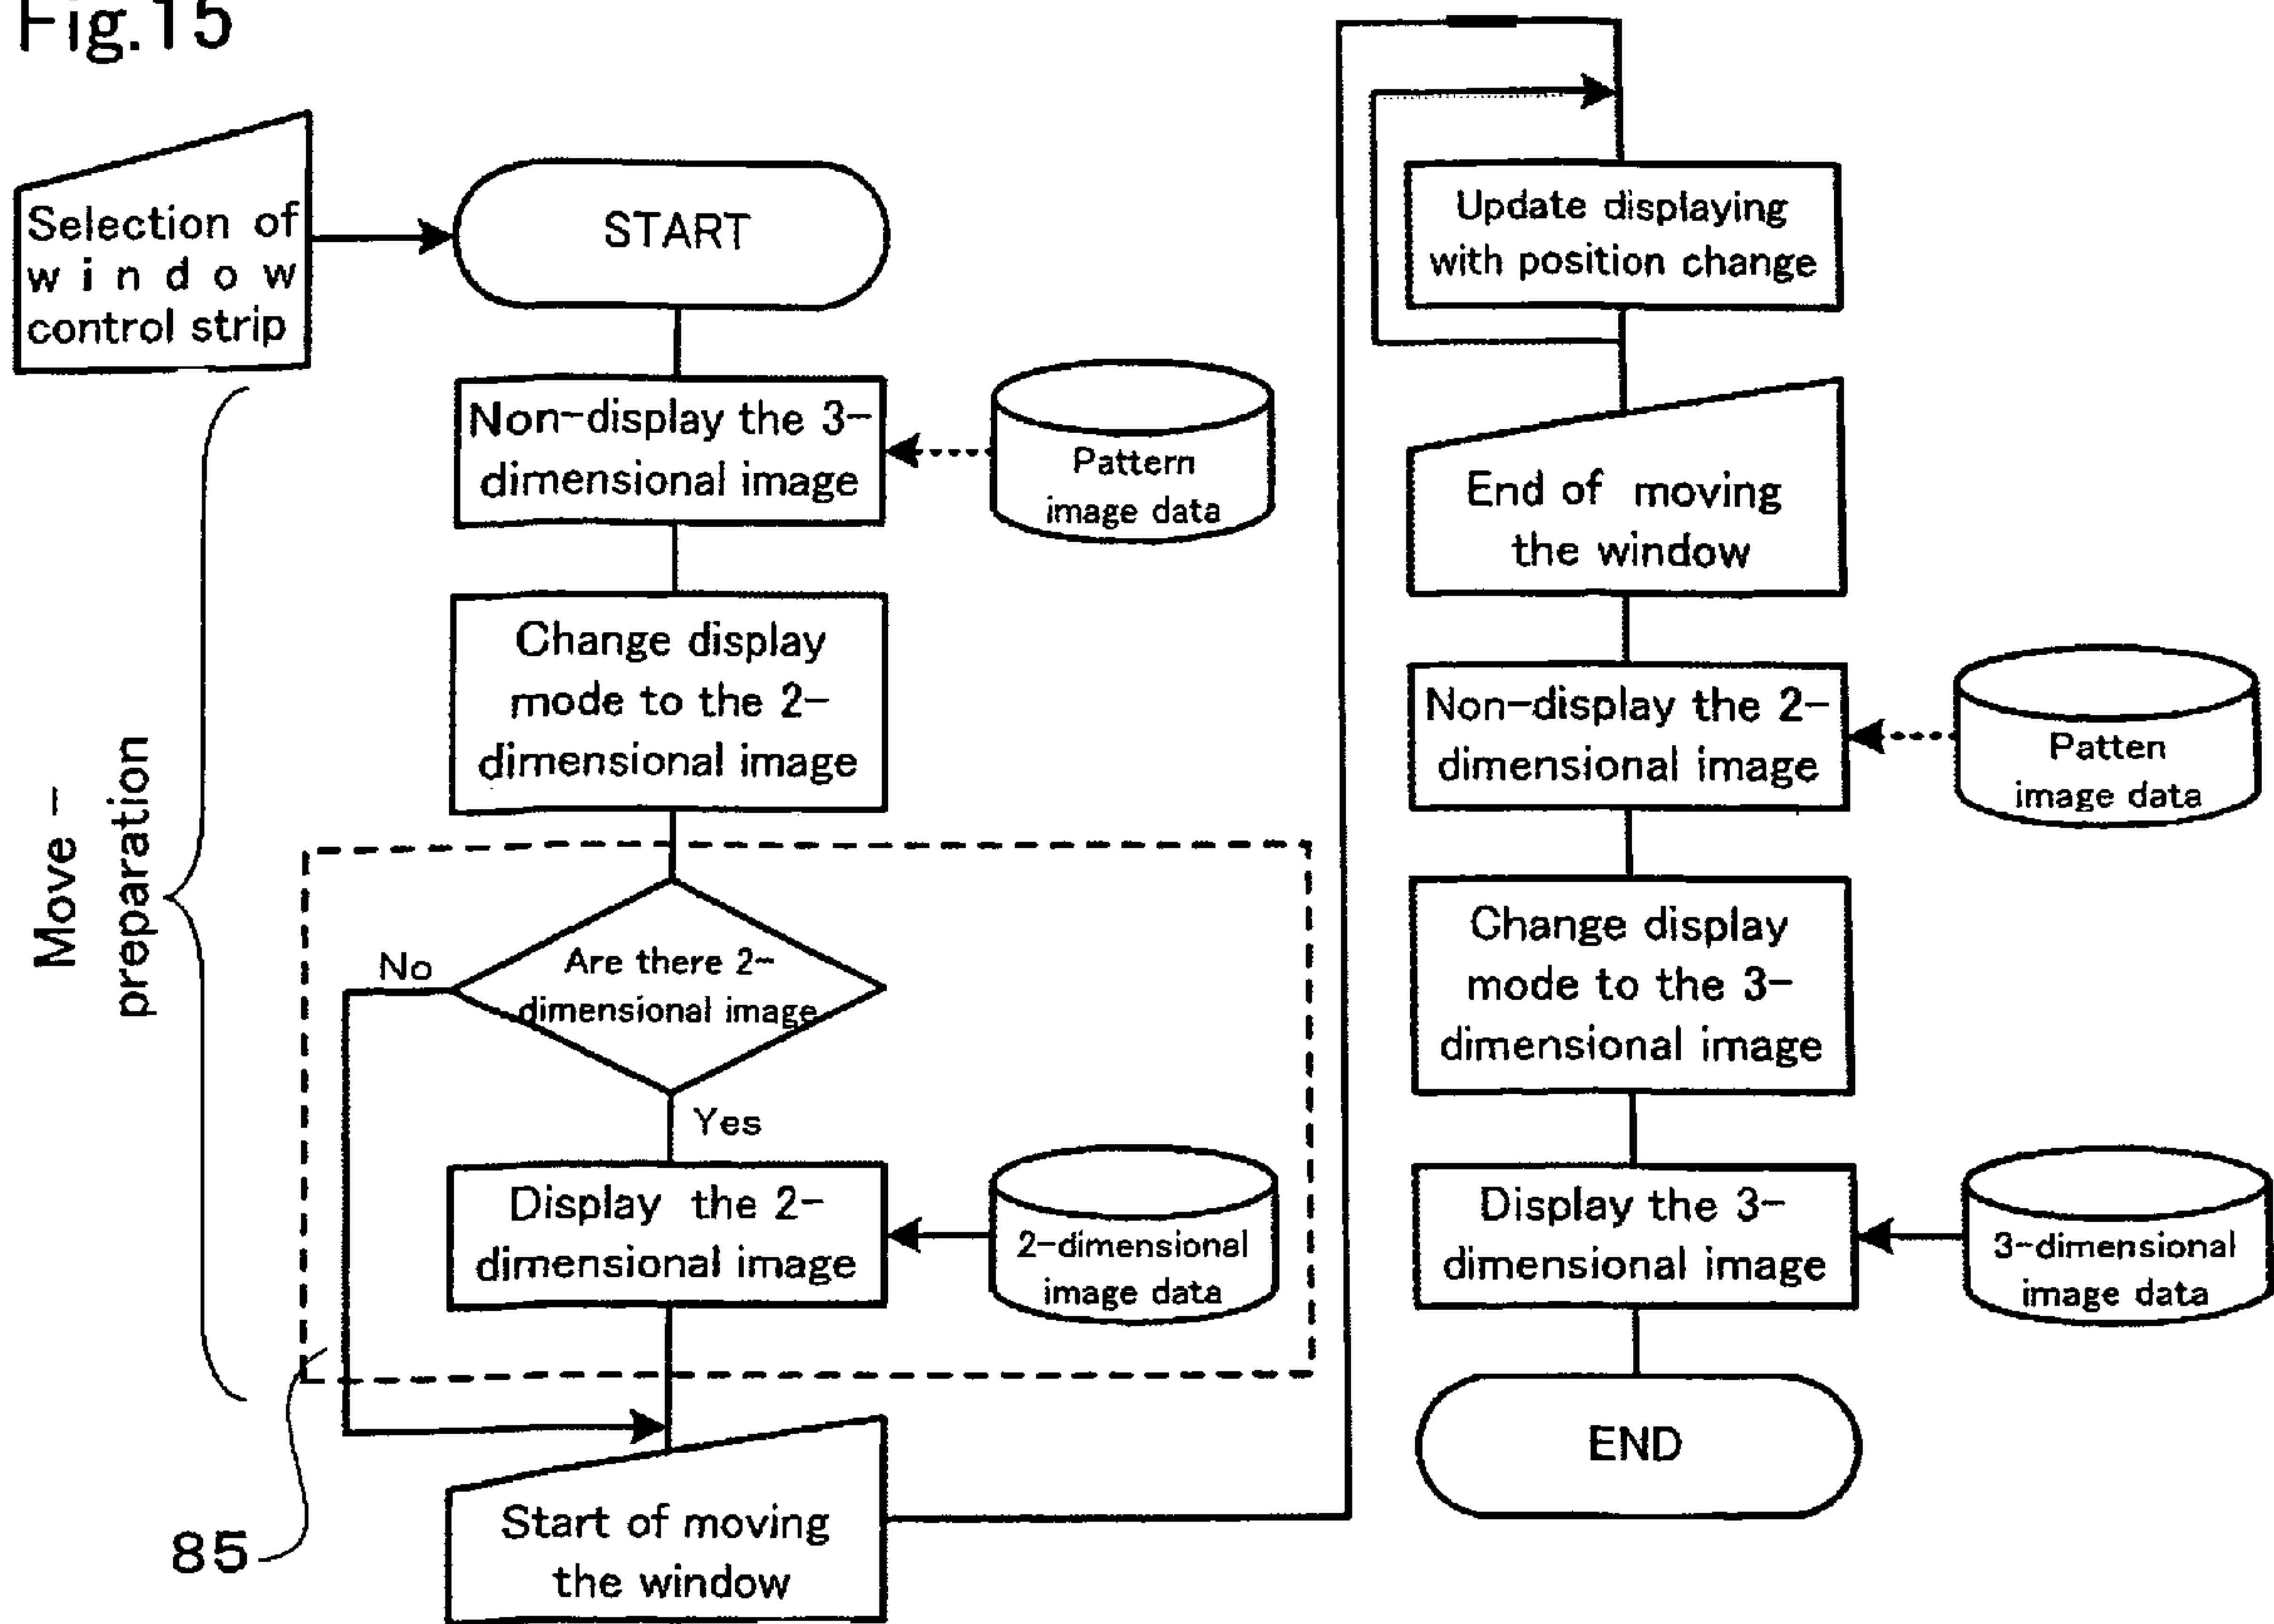 Fig.15
Selection of
window
control strip
START
Non-display the 3-
dimensional image
Pattern
image data
Change display
mode to the 2-
dimensional image
Move -
preparation
Are there 2-
dimensional image
No
Yes
Display the 2-
dimensional image
2-dimensional
image data
85
Start of moving
the window
Update displaying
with position change
End of moving
the window
Non-display the 2-
dimensional image
Patten
image data
Change display
mode to the 3-
dimensional image
Display the 3-
dimensional image
3-dimensional
image data
END